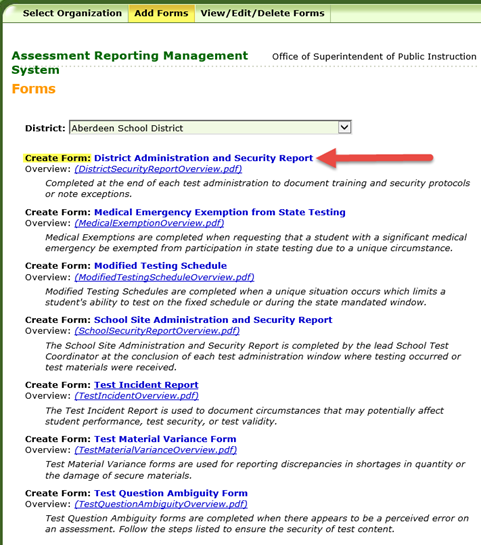 Select Organization Add Forms View/Edit/Delete Forms
Assessment Reporting Management Office of Superintendent of Public Instruction
System
Forms
District: Aberdeen School District
Create Form: District Administration and Security Report
Overview: (DistrictSecurityReportOverview.pdf)
Completed at the end of each test administration to document training and security protocols
or note exceptions.
Create Form: Medical Emergency Exemption from State Testing
Overview: (MedicalExemptionOverview.pdf)
Medical Exemptions are completed when requesting that a student with a significant medical
emergency be exempted from participation in state testing due to a unique circumstance.
Create Form: Modified Testing Schedule
Overview: (ModifiedTestingScheduleOverview.pdf)
Modified Testing Schedules are completed when a unique situation occurs which limits a
student's ability to test on the fixed schedule or during the state mandated window.
Create Form: School Site Administration and Security Report
Overview: (SchoolSecurityReportOverview.pdf)
The School Site Administration and Security Report is completed by the lead School Test
Coordinator at the conclusion of each test administration window where testing occurred or
test materials were received.
Create Form: Test Incident Report
Overview: (TestIncidentOverview.pdf)
The Test Incident Report is used to document circumstances that may potentially affect
student performance, test security, or test validity.
Create Form: Test Material Variance Form
Overview: (TestMaterialVarianceOverview.pdf)
Test Material Variance forms are used for reporting discrepancies in shortages in quantity or
the damage of secure materials.
Create Form: Test Question Ambiguity Form
Overview: (TestQuestionAmbiguityOverview.pdf)
Test Question Ambiguity forms are completed when there appears to be a perceived error on
an assessment. Follow the steps listed to ensure the security of test content.